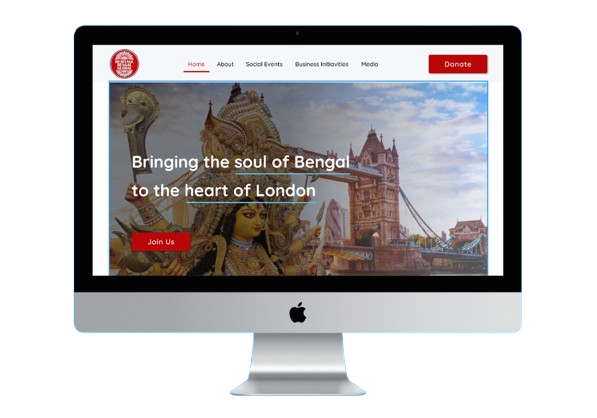 Home About Social Events Business Initiavities Media
Donate
Bringing the soul of Bengal
to the heart of London
Join Us